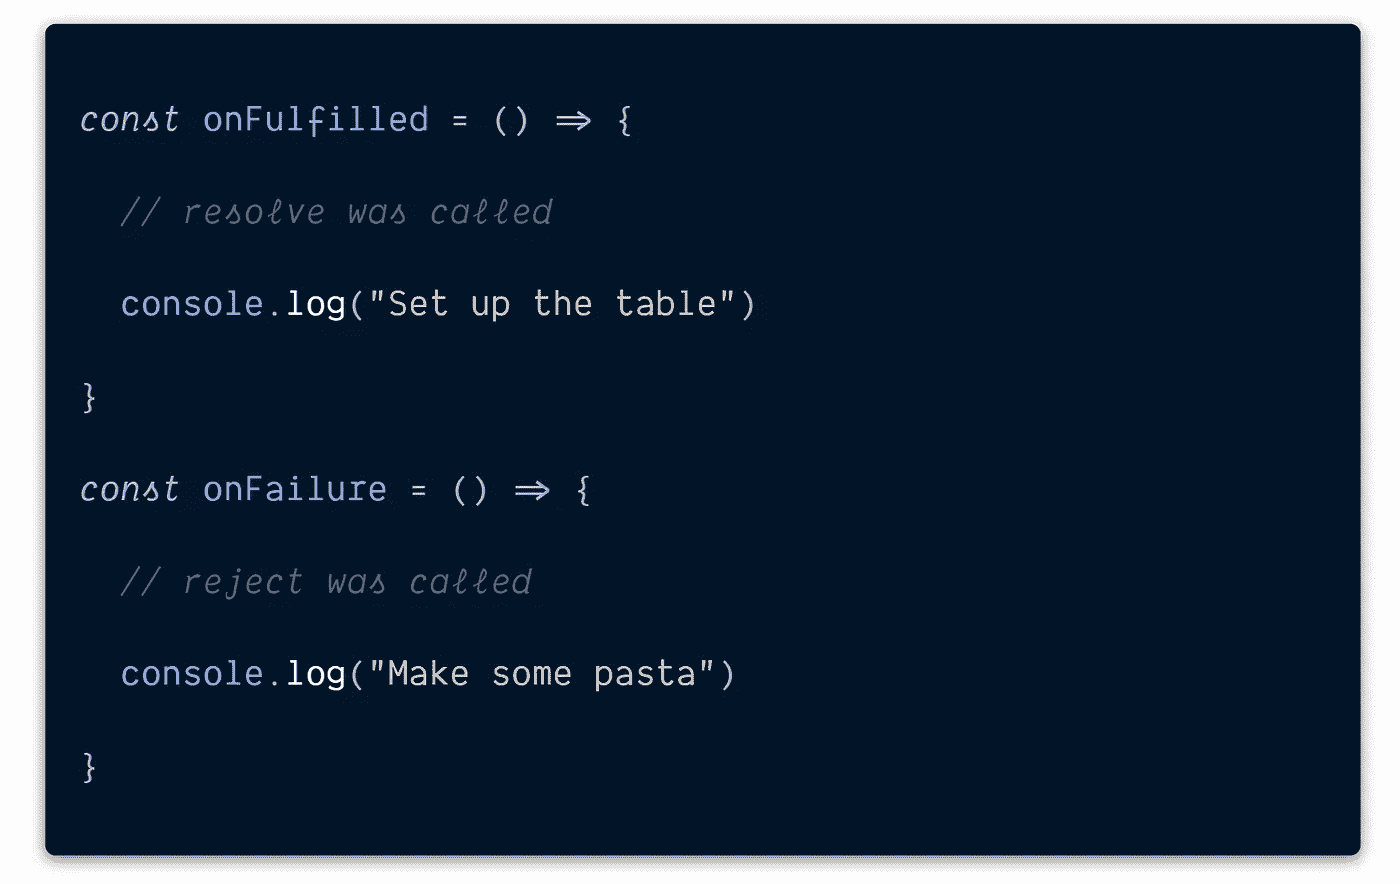 const onFulfilled = () => {
// resolve was called
console.log("Set up the table")
}
const onFailure = () => {
// reject was called
console.log("Make some pasta")
}